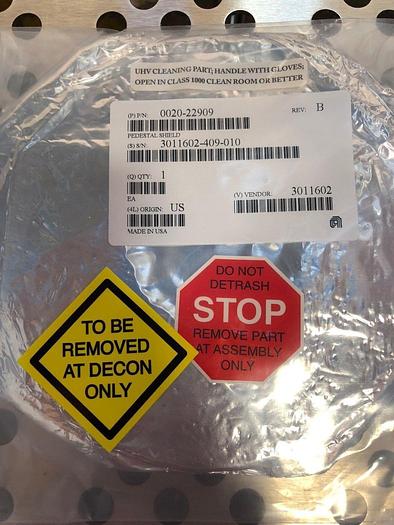 UHV CLEANING PART; HANDLE WITH GLOVES;
OPEN IN CLASS 1000 CLEAN ROOM OR BETTER
(P) P/N: 0020-22909 REV: B
PEDESTAL SHIELD
(S) S/N: 3011602-409-010
(Q) QTY: 1
EA
(V) VENDOR: 3011602
(4L) ORIGIN: US
MADE IN USA
DO NOT
DETRASH
STOP
REMOVE PART
AT ASSEMBLY
ONLY
TO BE
REMOVED
AT DECON
ONLY